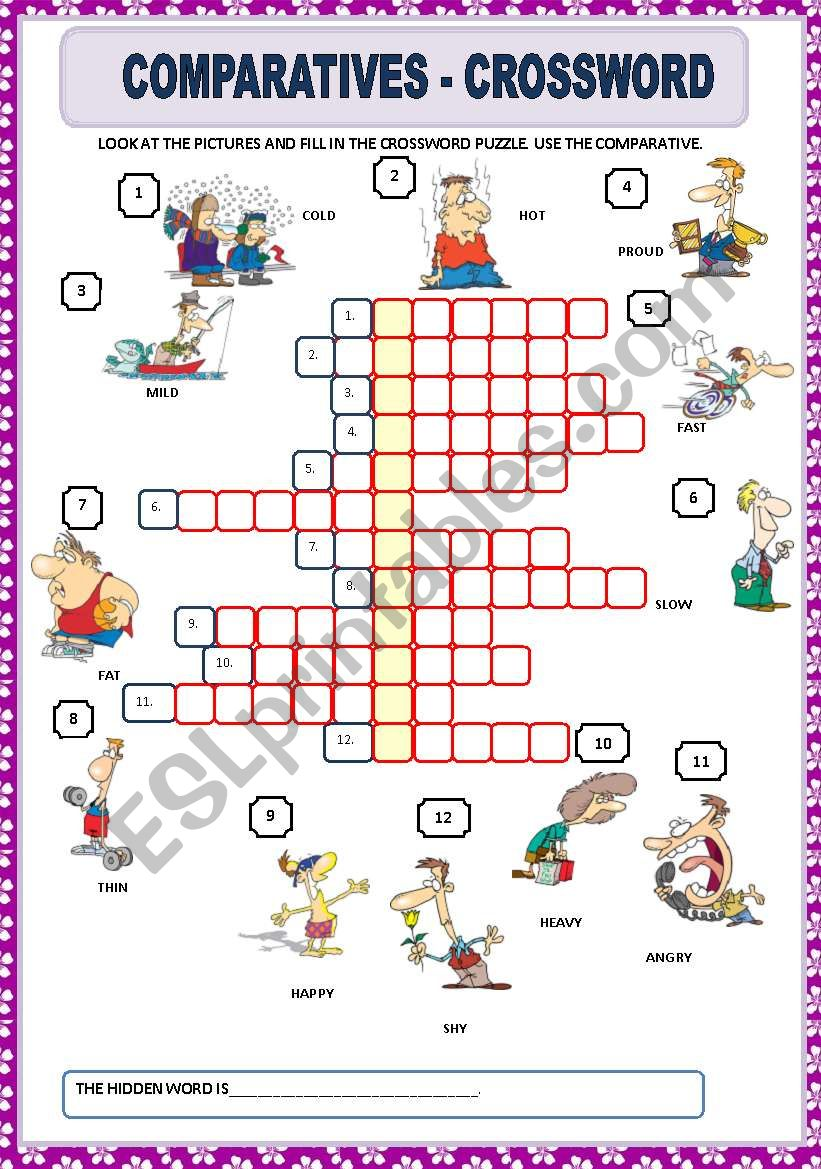 COMPARATIVES - CROSSWORD
LOOK AT THE PICTURES AND FILL IN THE CROSSWORD PUZZLE. USE THE COMPARATIVE.
1
COLD
2
HOT
4
PROUD
3
MILD
5
FAST
1.
2.
3.
4.
5.
6.
7.
8.
9.
10.
11.
12.
7
FAT
6
SLOW
8
THIN
9
HAPPY
12
SHY
10
HEAVY
11
ANGRY
THE HIDDEN WORD IS_______________________________.
ESLprintables.com